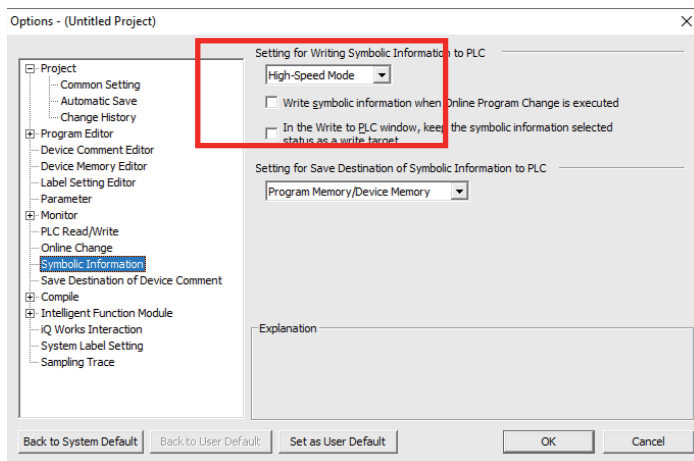 Options - (Untitled Project)
Project
Common Setting
Automatic Save
Change History
Program Editor
Device Comment Editor
Device Memory Editor
Label Setting Editor
Parameter
Monitor
PLC Read/Write
Online Change
Symbolic Information
Save Destination of Device Comment
Compile
Intelligent Function Module
iQ Works Interaction
System Label Setting
Sampling Trace
Setting for Writing Symbolic Information to PLC
High-Speed Mode
Write symbolic information when Online Program Change is executed
In the Write to PLC window, keep the symbolic information selected
status as a write target
Setting for Save Destination of Symbolic Information to PLC
Program Memory/Device Memory
Explanation
Back to System Default
Back to User Default
Set as User Default
OK
Cancel